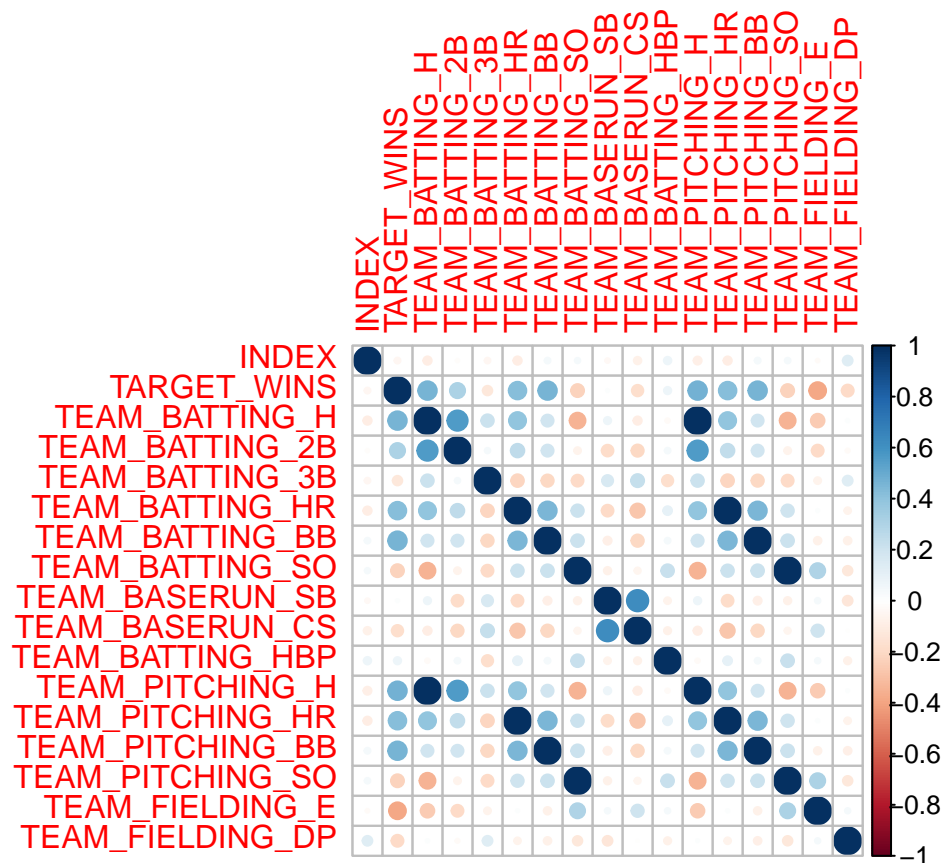 INDEX
TARGET_WINS
TEAM_BATTING_H
TEAM_BATTING_2B
TEAM_BATTING_3B
TEAM_BATTING_HR
TEAM_BATTING_BB
TEAM_BATTING_SO
TEAM_BASERUN_SB
TEAM_BASERUN_CS
TEAM_BATTING_HBP
TEAM_PITCHING_H
TEAM_PITCHING_HR
TEAM_PITCHING_BB
TEAM_PITCHING_SO
TEAM_FIELDING_E
TEAM_FIELDING_DP
INDEX
TARGET_WINS
TEAM_BATTING_H
TEAM_BATTING_2B
TEAM_BATTING_3B
TEAM_BATTING_HR
TEAM_BATTING_BB
TEAM_BATTING_SO
TEAM_BASERUN_SB
TEAM_BASERUN_CS
TEAM_BATTING_HBP
TEAM_PITCHING_H
TEAM_PITCHING_HR
TEAM_PITCHING_BB
TEAM_PITCHING_SO
TEAM_FIELDING_E
TEAM_FIELDING_DP
1
0.8
0.6
0.4
0.2
0
−0.2
−0.4
−0.6
−0.8
−1